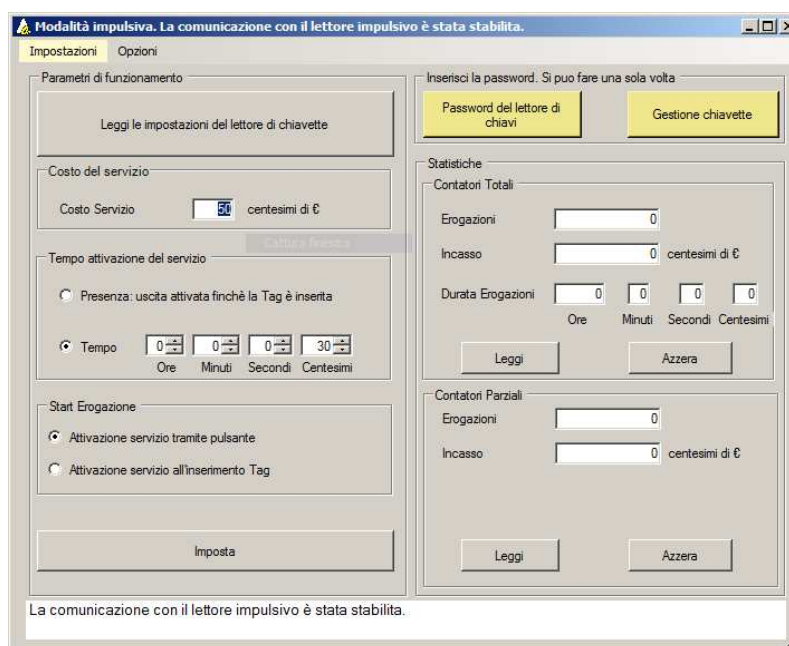 Modalità impulsiva. La comunicazione con il lettore impulsivo è stata stabilita.
Impostazioni Opzioni
Parametri di funzionamento
Leggi le impostazioni del lettore di chiavette
Costo del servizio
Costo Servizio 50 centesimi di €
Cattura finestra
Tempo attivazione del servizio
Presenza: uscita attivata finchè la Tag è inserita
Tempo 0 0 0 30
Ore Minuti Secondi Centesimi
Start Erogazione
Attivazione servizio tramite pulsante
Attivazione servizio all'inserimento Tag
Imposta
Inserisci la password. Si puo fare una sola volta
Password del lettore di
chiavi
Gestione chiavette
Statistiche
Contatori Totali
Erogazioni 0
Incasso 0 centesimi di €
Durata Erogazioni 0 0 0 0
Ore Minuti Secondi Centesimi
Leggi Azzera
Contatori Parziali
Erogazioni 0
Incasso 0 centesimi di €
Leggi Azzera
La comunicazione con il lettore impulsivo è stata stabilita.